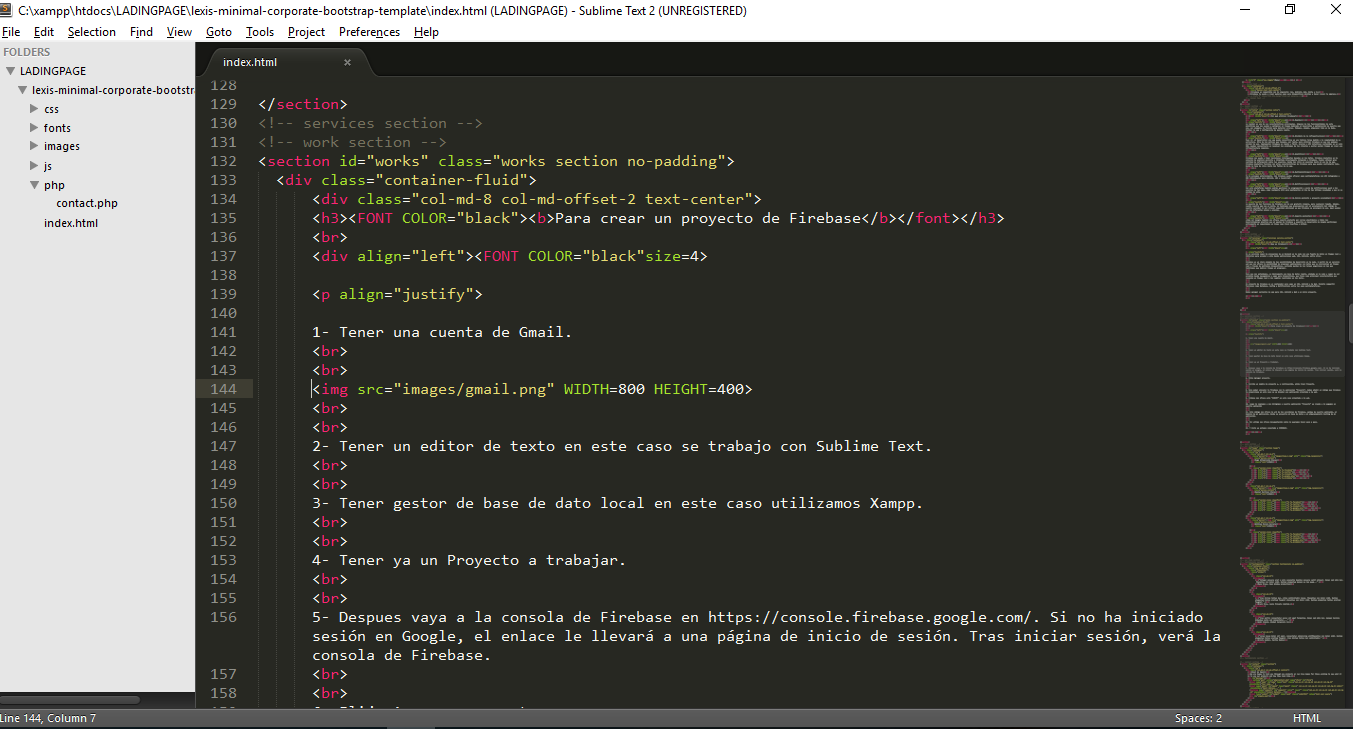 C:\xampp\htdocs\LADINGPAGE\lexis-minimal-corporate-bootstrap-template\index.html (LADINGPAGE) - Sublime Text 2 (UNREGISTERED)
File Edit Selection Find View Goto Tools Project Preferences Help
FOLDERS
LADINGPAGE
lexis-minimal-corporate-bootstr
css
fonts
images
js
php
contact.php
index.html
index.html ×
128
129 </section>
130 <!-- services section -->
131 <!-- work section -->
132 <section id="works" class="works section no-padding">
133 <div class="container-fluid">
134 <div class="col-md-8 col-md-offset-2 text-center">
135 <h3><FONT COLOR="black"><b>Para crear un proyecto de Firebase</b></font></h3>
136 <br>
137 <div align="left"><FONT COLOR="black"size=4>
138
139 <p align="justify">
140
141 1- Tener una cuenta de Gmail.
142 <br>
143 <br>
144 <img src="images/gmail.png" WIDTH=800 HEIGHT=400>
145 <br>
146 <br>
147 2- Tener un editor de texto en este caso se trabajo con Sublime Text.
148 <br>
149 <br>
150 3- Tener gestor de base de dato local en este caso utilizamos Xampp.
151 <br>
152 <br>
153 4- Tener ya un Proyecto a trabajar.
154 <br>
155 <br>
156 5- Despues vaya a la consola de Firebase en https://console.firebase.google.com/. Si no ha iniciado
sesión en Google, el enlace le llevará a una página de inicio de sesión. Tras iniciar sesión, verá la
consola de Firebase.
157 <br>
158 <br>
Line 144, Column 7
Spaces: 2 HTML